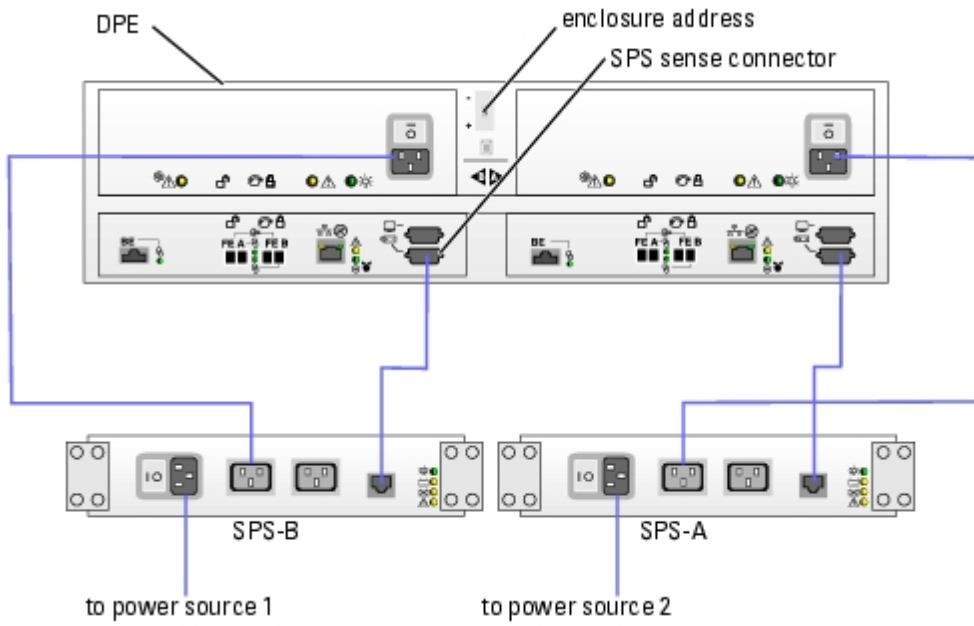 DPE
enclosure address
SPS sense connector
-
+
BE
FE A
FE B
BE
FE A
FE B
SPS-B
SPS-A
to power source 1
to power source 2